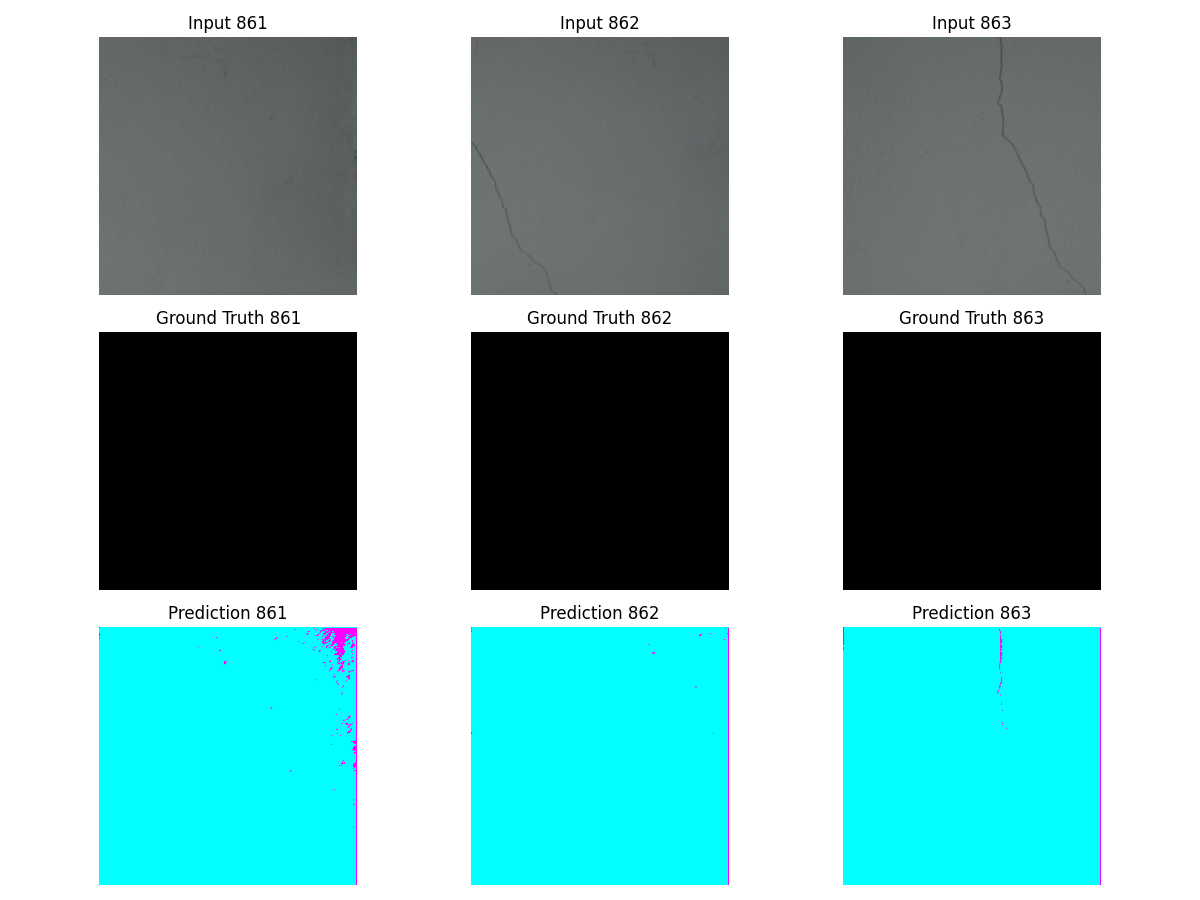 Input 861
Input 862
Input 863
Ground Truth 861
Ground Truth 862
Ground Truth 863
Prediction 861
Prediction 862
Prediction 863